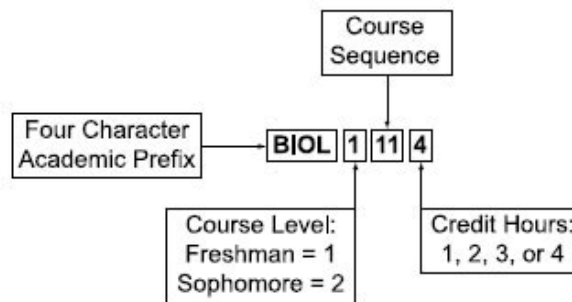 Course
Sequence
Four Character
Academic Prefix
BIOL 1 11 4
Course Level:
Freshman = 1
Sophomore = 2
Credit Hours:
1, 2, 3, or 4